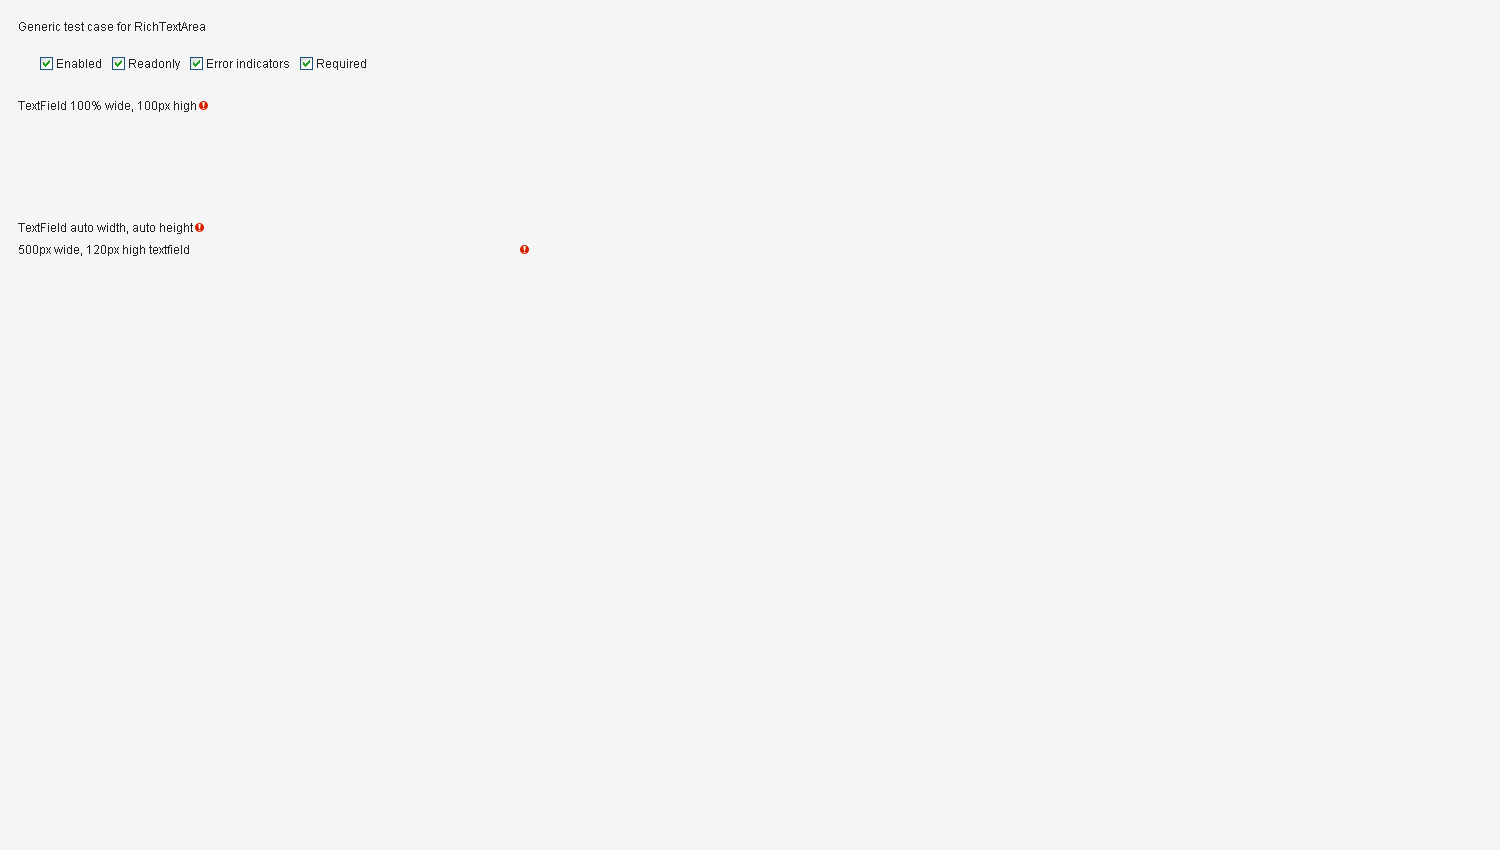 Generic test case for RichTextArea
Enabled Readonly Error indicators Required
TextField 100% wide, 100px high
TextField auto width, auto height
500px wide, 120px high textfield